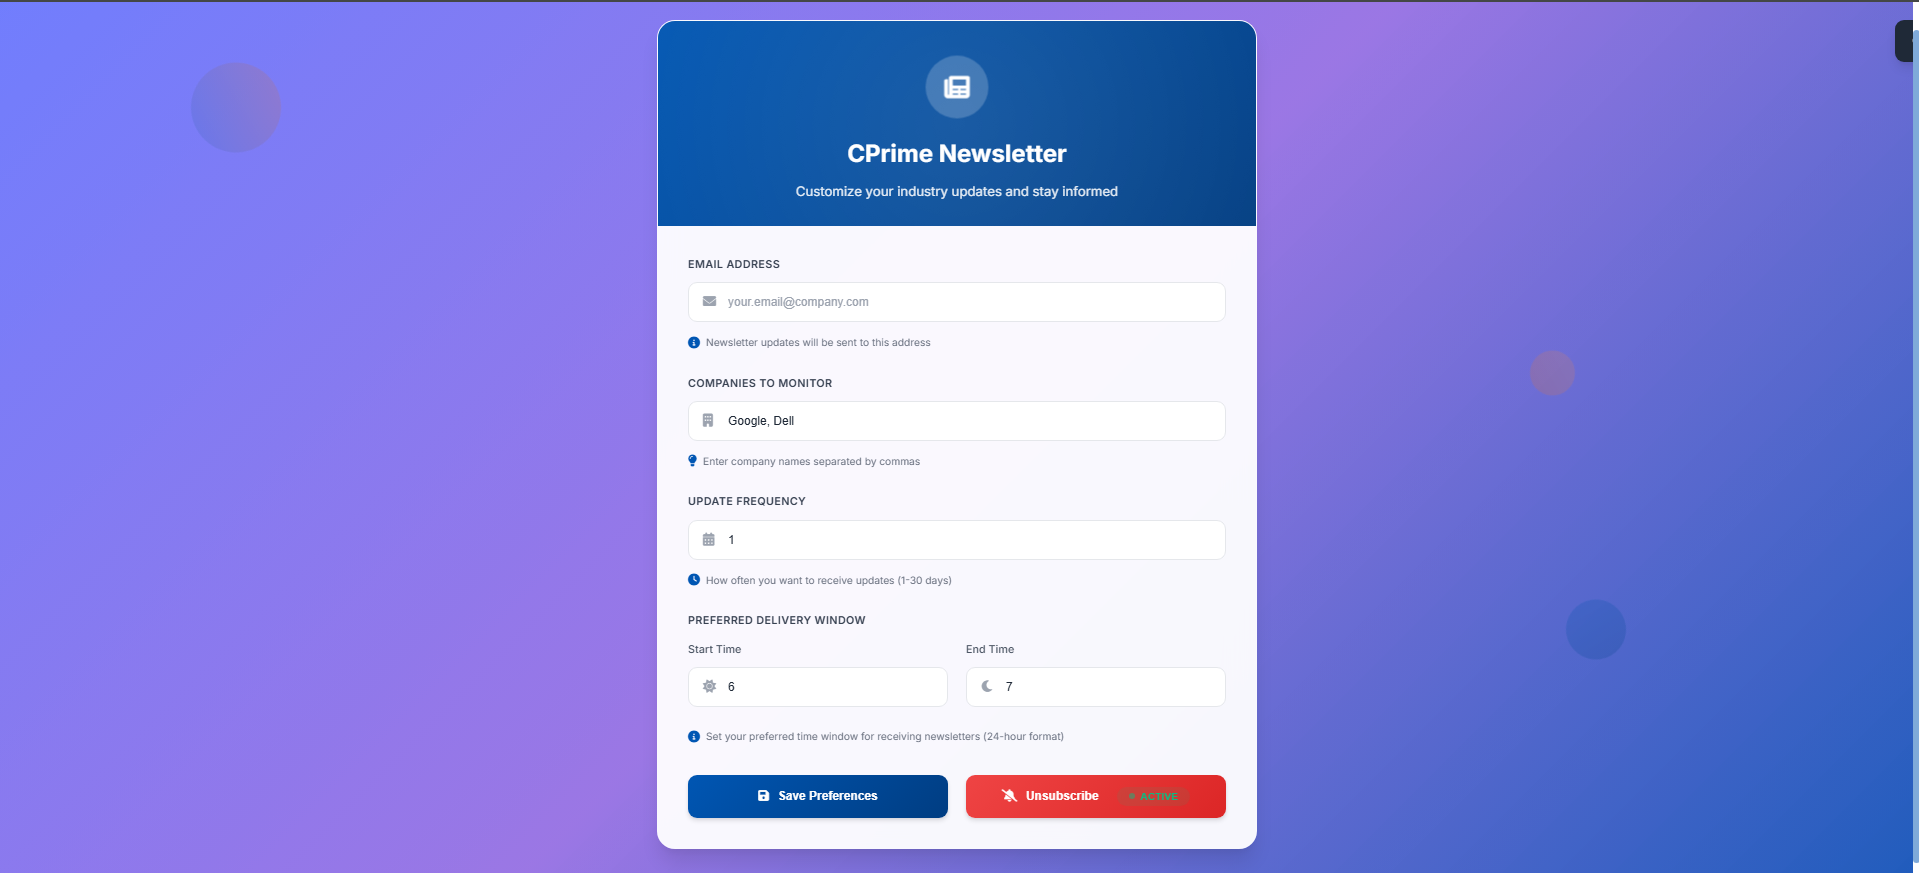 CPrime Newsletter
Customize your industry updates and stay informed
EMAIL ADDRESS
your.email@company.com
Newsletter updates will be sent to this address
COMPANIES TO MONITOR
Google, Dell
Enter company names separated by commas
UPDATE FREQUENCY
1
How often you want to receive updates (1-30 days)
PREFERRED DELIVERY WINDOW
Start Time End Time
6 7
Set your preferred time window for receiving newsletters (24-hour format)
Save Preferences Unsubscribe ACTIVE